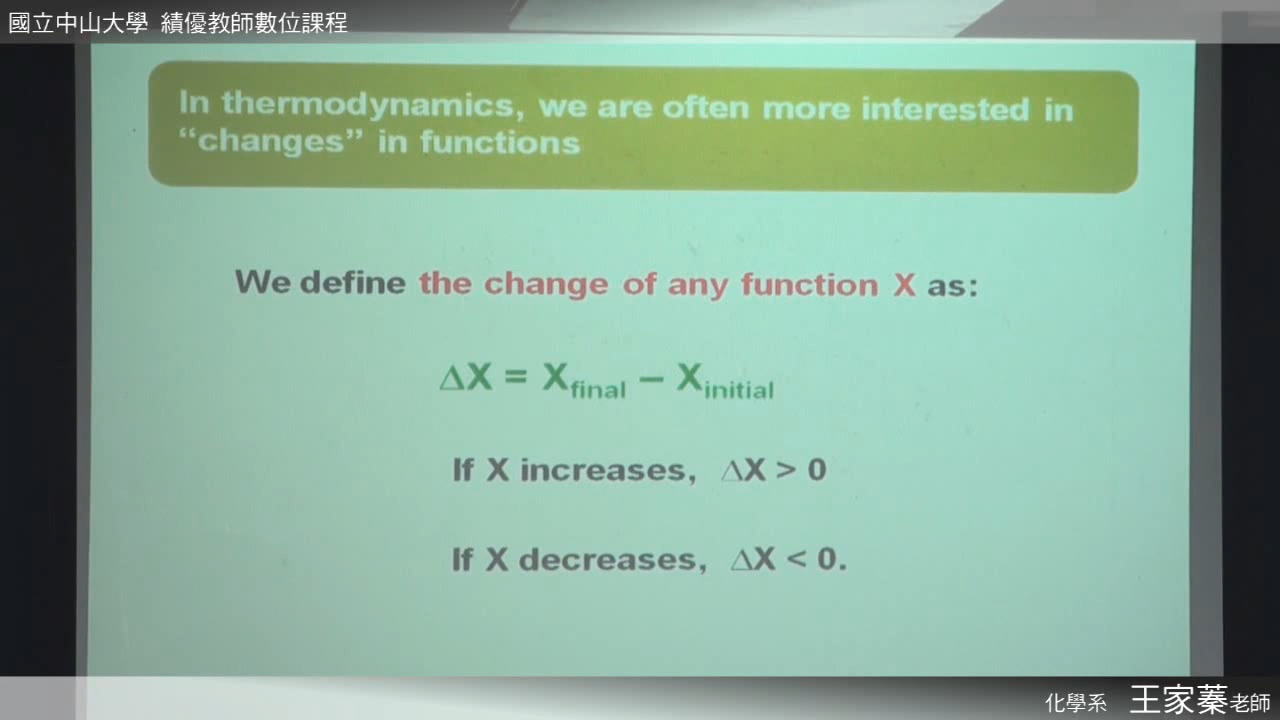 國立中山大學 績優教師數位課程
In thermodynamics, we are often more interested in
“changes” in functions
We define the change of any function X as:
ΔX = Xfinal – Xinitial
If X increases, ΔX > 0
If X decreases, ΔX < 0.
化學系 王家蓁老師